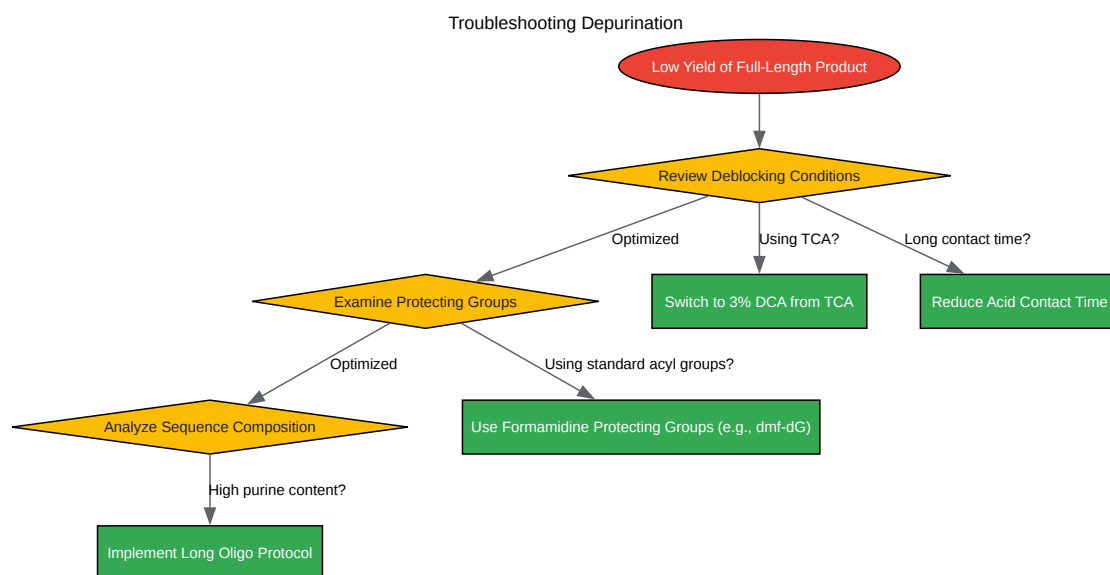 Troubleshooting Depurination
Low Yield of Full-Length Product
Review Deblocking Conditions
Optimized
Using TCA?
Long contact time?
Examine Protecting Groups
Switch to 3% DCA from TCA
Reduce Acid Contact Time
Optimized
Using standard acyl groups?
Analyze Sequence Composition
Use Formamidine Protecting Groups (e.g., dmf-dG)
High purine content?
Implement Long Oligo Protocol